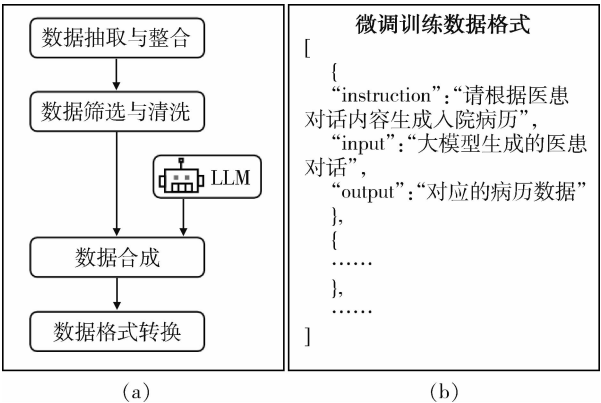 数据抽取与整合
数据筛选与清洗
LLM
数据合成
数据格式转换
(a)
微调训练数据格式
[
{
“instruction”:“请根据医患
对话内容生成入院病历”,
“input”:“大模型生成的医患
对话”,
“output”:“对应的病历数据”
},
{
……
},
……
]
(b)